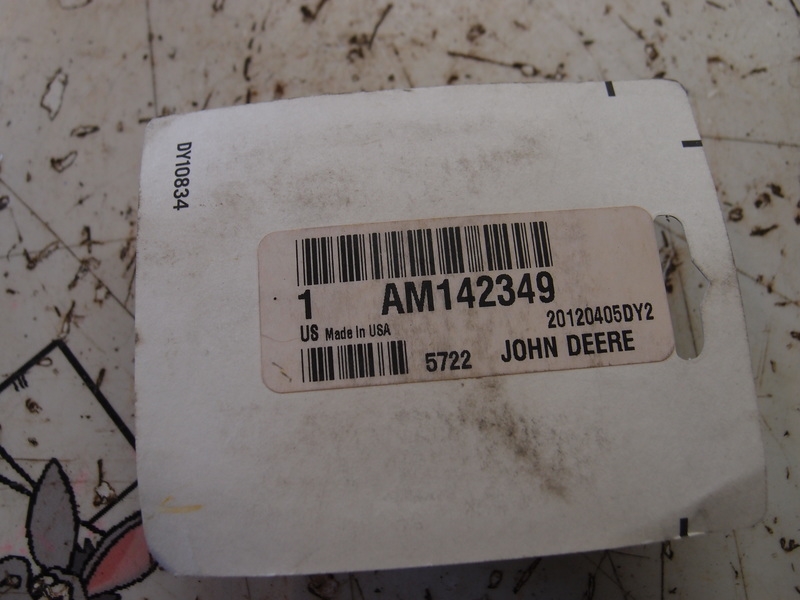 DY10834
1 AM142349
20120405DY2
US Made In USA
5722 JOHN DEERE